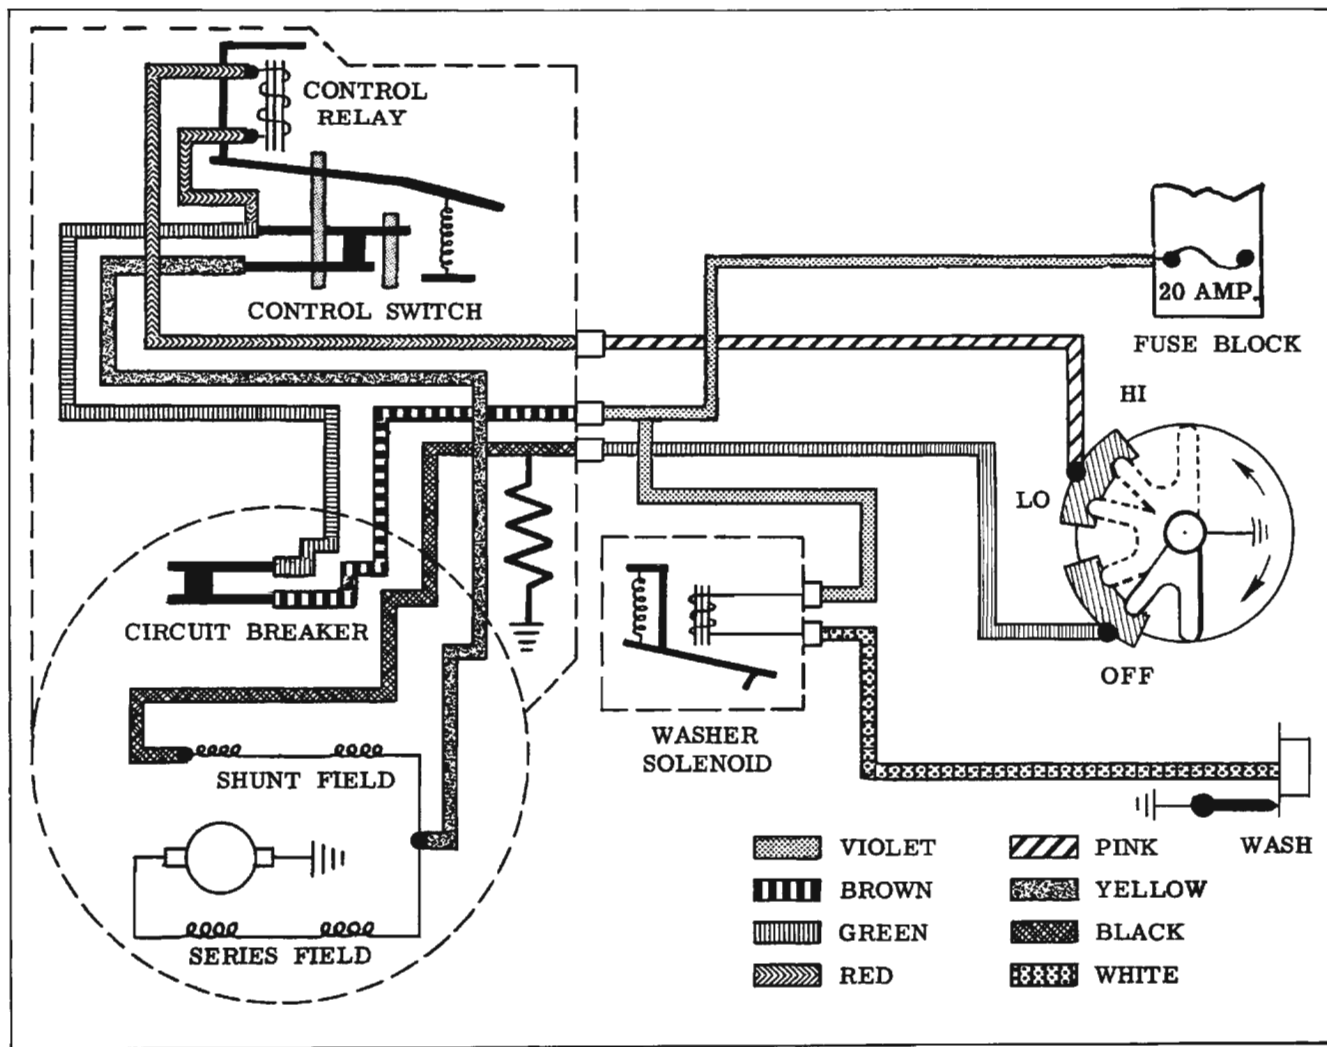 CONTROL
RELAY
CONTROL SWITCH
20 AMP.
FUSE BLOCK
HI
LO
OFF
CIRCUIT BREAKER
WASHER
SOLENOID
SHUNT FIELD
SERIES FIELD
WASH
VIOLET
BROWN
GREEN
RED
PINK
YELLOW
BLACK
WHITE